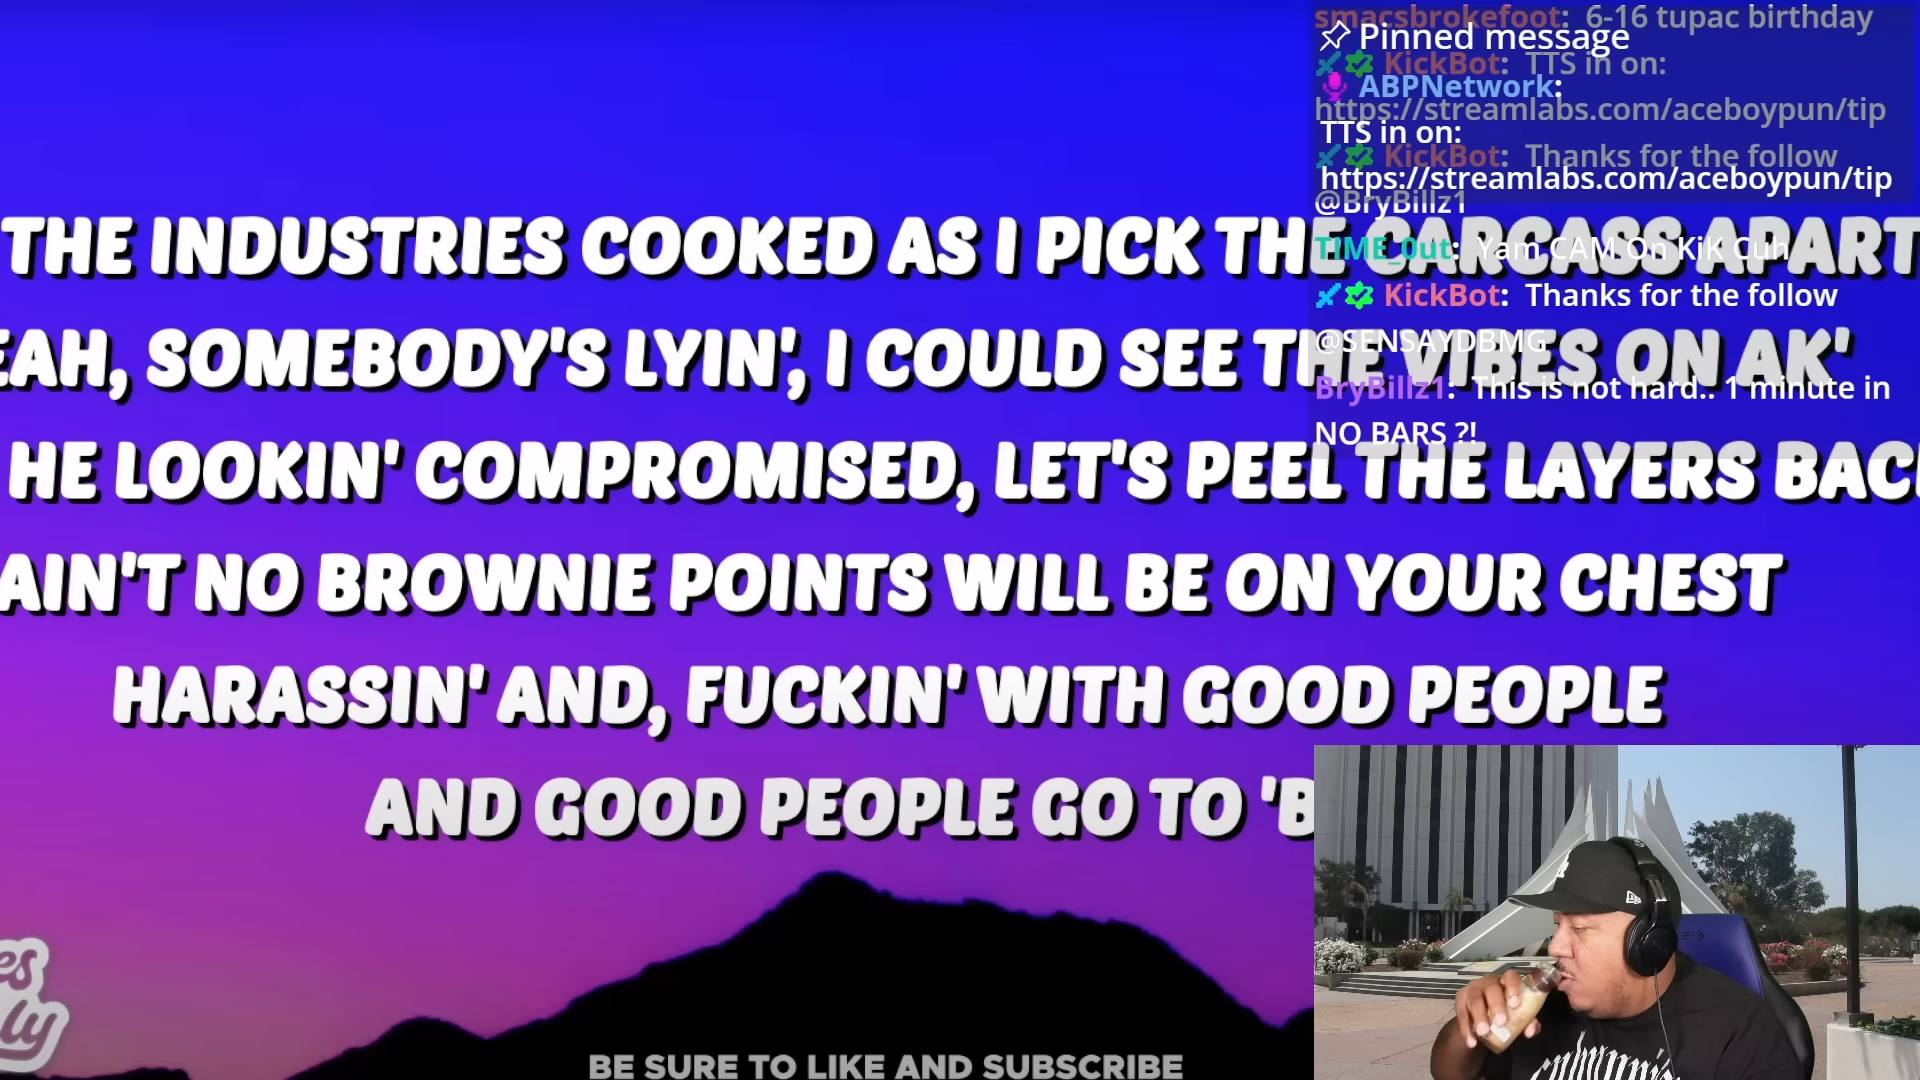 THE INDUSTRIES COOKED AS I PICK THE CARCASS APART
EAH, SOMEBODY'S LYIN', I COULD SEE THE VIBES ON AK'
HE LOOKIN' COMPROMISED, LET'S PEEL THE LAYERS BACK
AIN'T NO BROWNIE POINTS WILL BE ON YOUR CHEST
HARASSIN' AND, FUCKIN' WITH GOOD PEOPLE
AND GOOD PEOPLE GO TO 'B
BE SURE TO LIKE AND SUBSCRIBE
es
ly
smacsbrokefoot: 6-16 tupac birthday
Pinned message
KickBot: TTS in on:
ABPNetwork:
https://streamlabs.com/aceboypun/tip
TTS in on:
KickBot: Thanks for the follow
https://streamlabs.com/aceboypun/tip
@BryBillz1
TIME_0ut: Yam CAM On KiK Cuh
KickBot: Thanks for the follow
@SENSAYDBMG
BryBillz1: This is not hard.. 1 minute in
NO BARS ?!